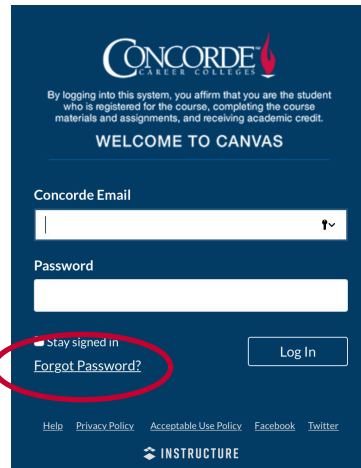 CONCORDE™
CAREER COLLEGES
By logging into this system, you affirm that you are the student
who is registered for the course, completing the course
materials and assignments, and receiving academic credit.
WELCOME TO CANVAS
Concorde Email
Password
Stay signed in
Forgot Password?
Log In
Help Privacy Policy Acceptable Use Policy Facebook Twitter
INSTRUCTURE